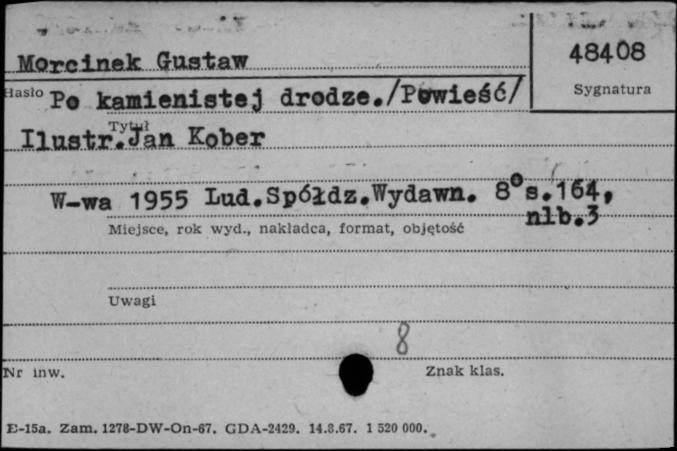 Morcinek Gustaw
48408
Hasło
Sygnatura
Po kamienistej drodze./Powieść/
Tytuł
Ilustr.Jan Kober
W-wa 1955 Lud.Spółdz.Wydawn. 8° s.164,
nlb.3
Miejsce, rok wyd., nakładca, format, objętość
Uwagi
8
Nr inw.
Znak klas.
E-15a. Zam. 1278-DW-On-67. GDA-2429. 14.8.67. 1 520 000.